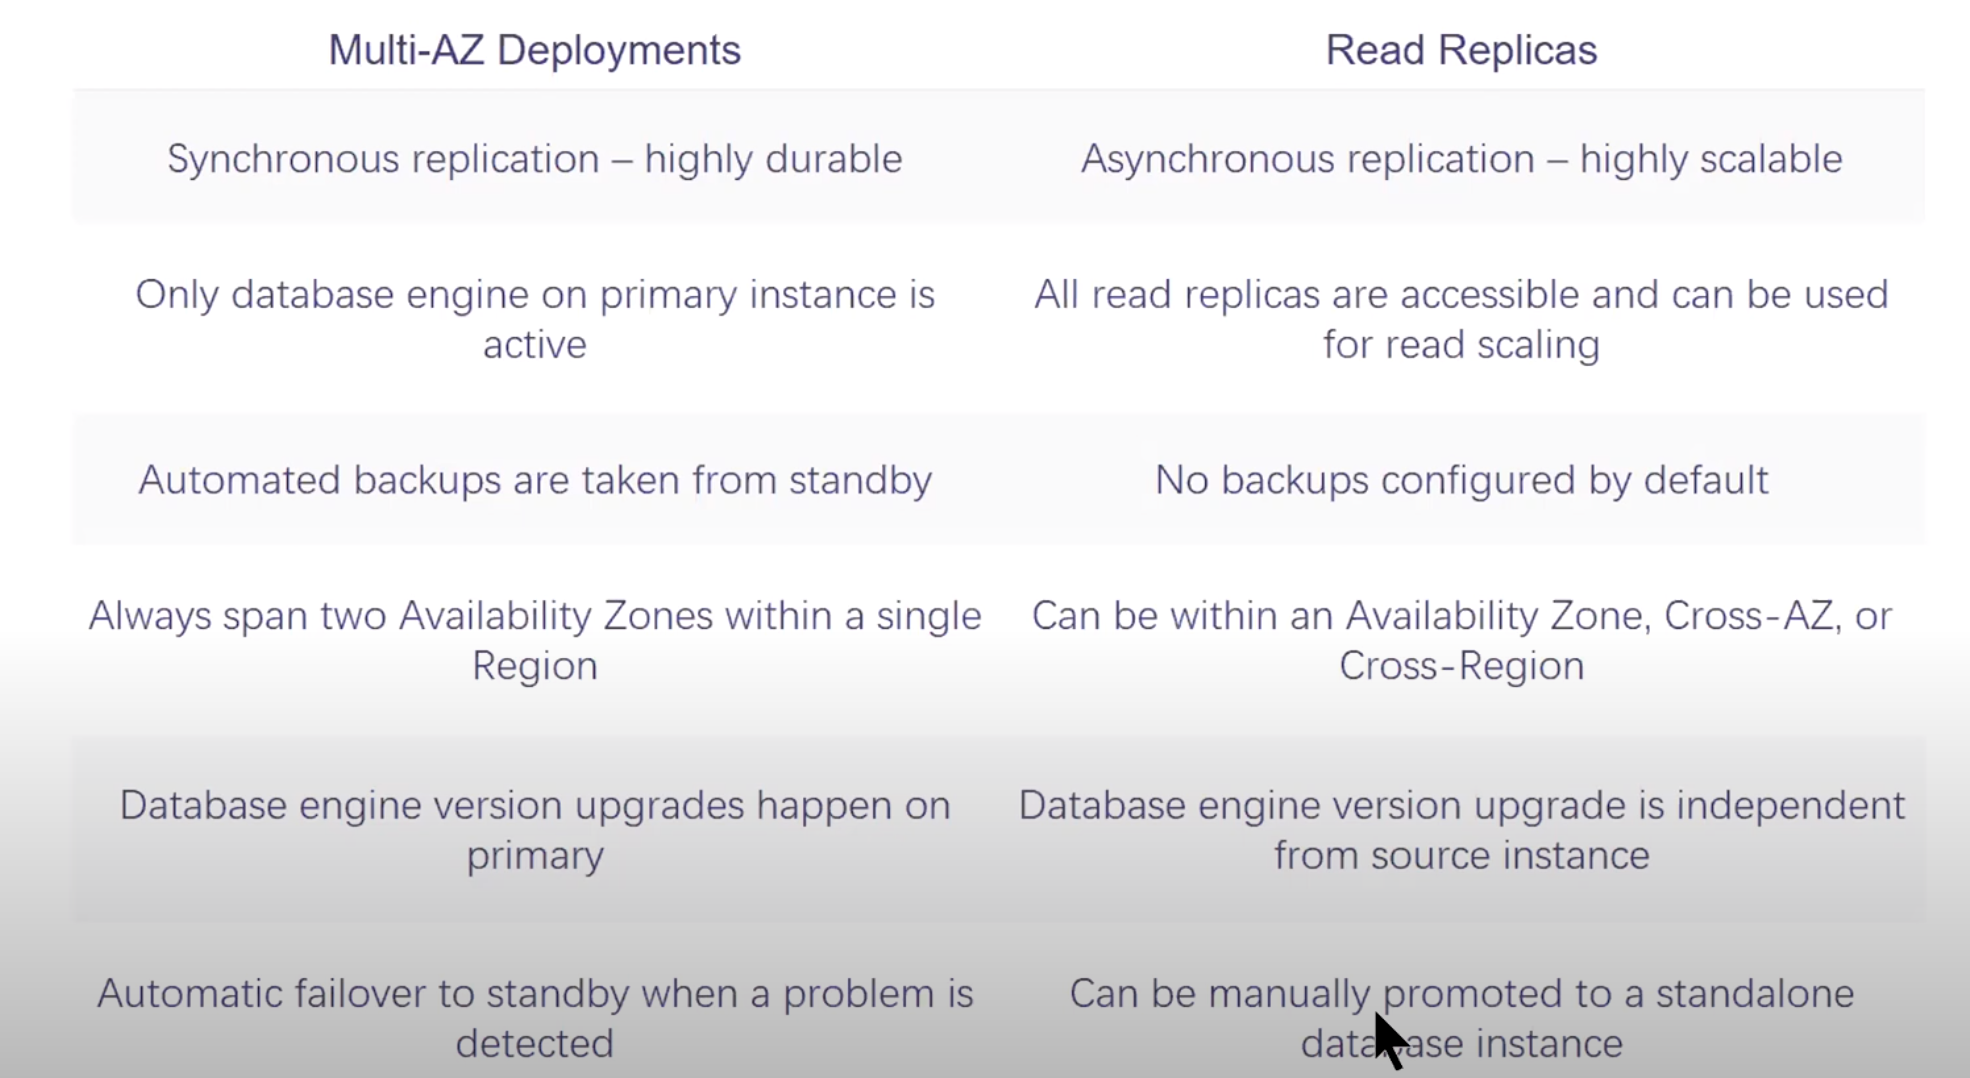 Multi-AZ Deployments
Read Replicas
Synchronous replication – highly durable
Asynchronous replication – highly scalable
Only database engine on primary instance is
active
All read replicas are accessible and can be used
for read scaling
Automated backups are taken from standby
No backups configured by default
Always span two Availability Zones within a single
Region
Can be within an Availability Zone, Cross-AZ, or
Cross-Region
Database engine version upgrades happen on
primary
Database engine version upgrade is independent
from source instance
Automatic failover to standby when a problem is
detected
Can be manually promoted to a standalone
database instance